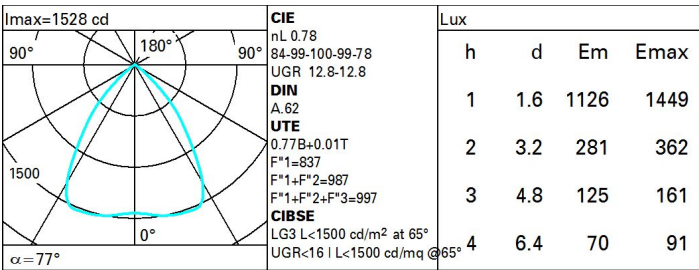 Imax=1528 cd
90°
180°
90°
1500
0°
α=77°
CIE
nL 0.78
84-99-100-99-78
UGR 12.8-12.8
DIN
A.62
UTE
0.77B+0.01T
F"1=837
F"1+F"2=987
F"1+F"2+F"3=997
CIBSE
LG3 L<1500 cd/m² at 65°
UGR<16 | L<1500 cd/mq @65°
Lux
h d Em Emax
1 1.6 1126 1449
2 3.2 281 362
3 4.8 125 161
4 6.4 70 91